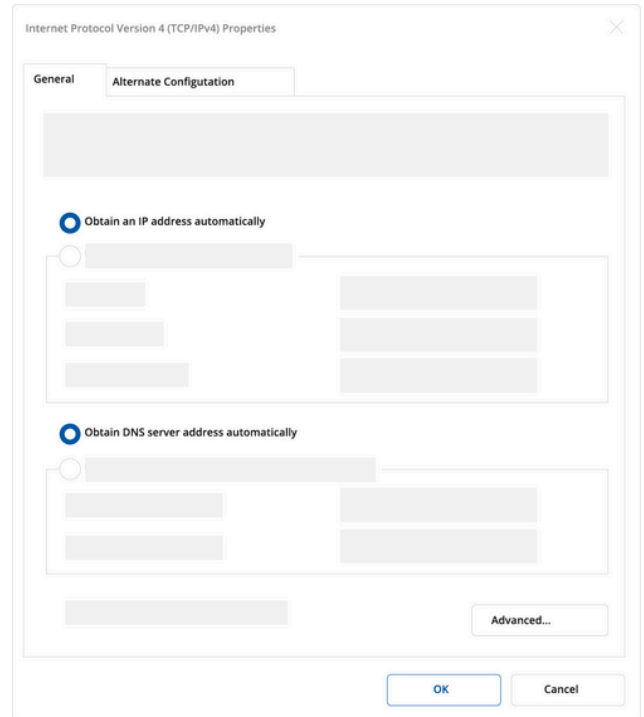 Internet Protocol Version 4 (TCP/IPv4) Properties
General
Alternate Configutation
Obtain an IP address automatically
Obtain DNS server address automatically
Advanced...
OK
Cancel